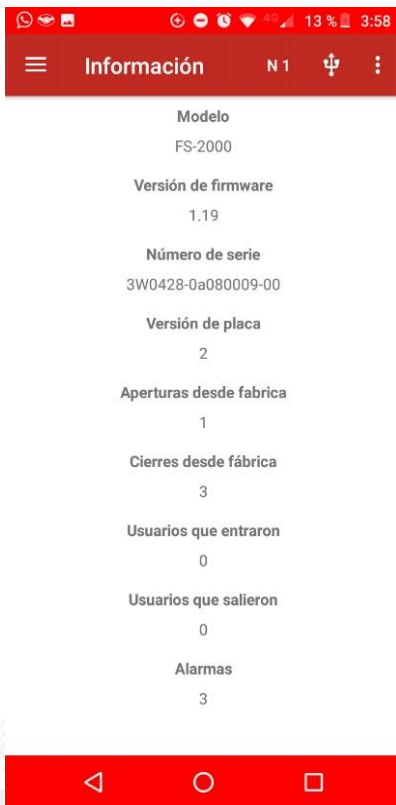 4G 13 % 3:58
Información N 1
Modelo
FS-2000
Versión de firmware
1.19
Número de serie
3W0428-0a080009-00
Versión de placa
2
Aperturas desde fabrica
1
Cierres desde fábrica
3
Usuarios que entraron
0
Usuarios que salieron
0
Alarmas
3